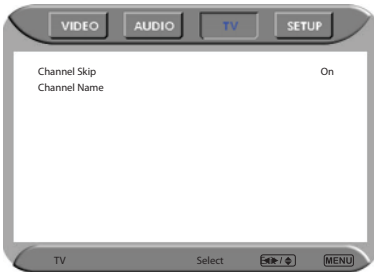 VIDEO AUDIO TV SETUP
Channel Skip On
Channel Name
TV Select MENU